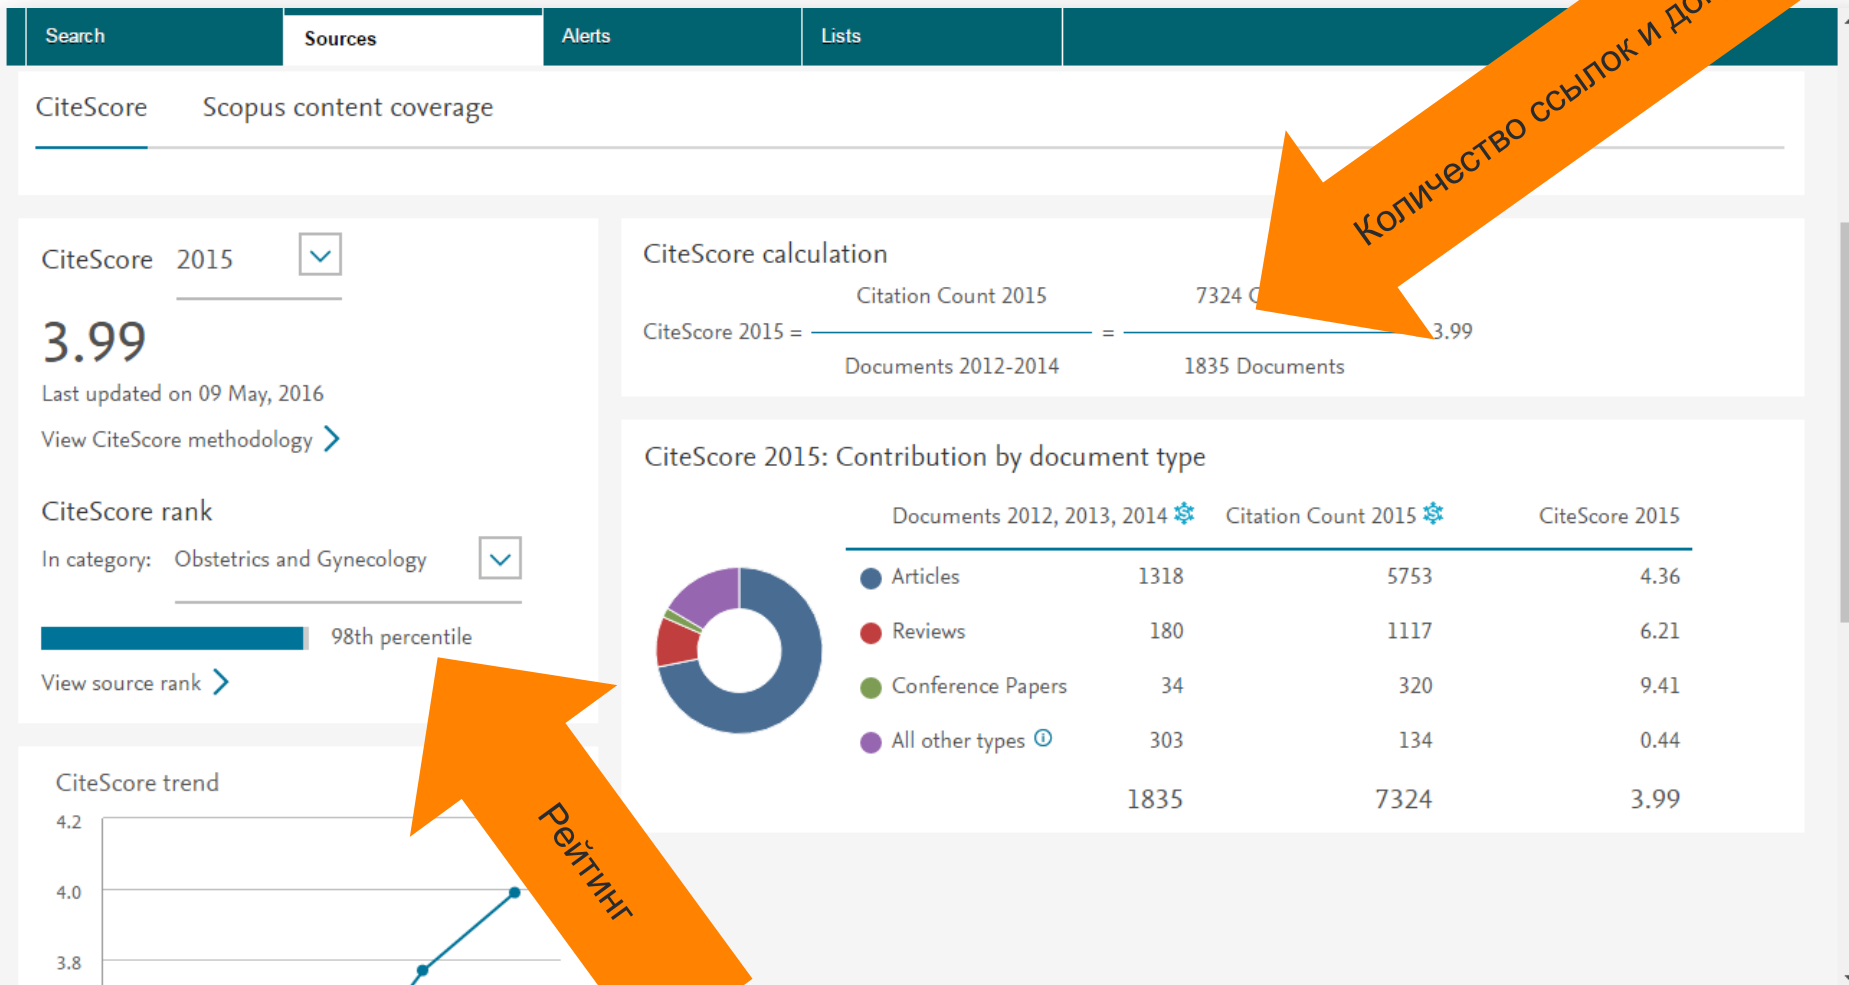 Search Sources Alerts Lists
CiteScore Scopus content coverage
CiteScore 2015
3.99
Last updated on 09 May, 2016
View CiteScore methodology
CiteScore rank
In category: Obstetrics and Gynecology
98th percentile
View source rank
CiteScore trend
4.2
4.0
3.8
Рейтинг
Количество ссылок и
CiteScore calculation
Citation Count 2015 7324
CiteScore 2015 = = 3.99
Documents 2012-2014 1835 Documents
CiteScore 2015: Contribution by document type
Documents 2012, 2013, 2014 Citation Count 2015 CiteScore 2015
Articles 1318 5753 4.36
Reviews 180 1117 6.21
Conference Papers 34 320 9.41
All other types 303 134 0.44
1835 7324 3.99